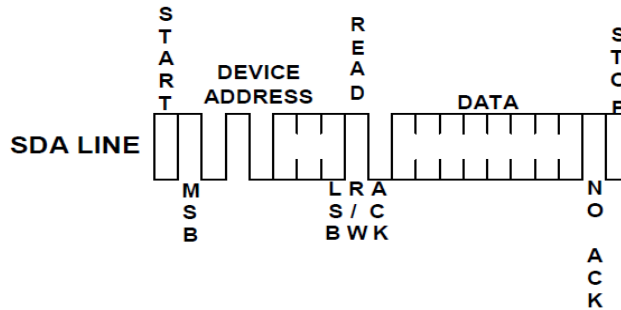 START
DEVICE
ADDRESS
READ
DATA
SDA LINE
MSB
LSB
R/W
ACK
NO ACK